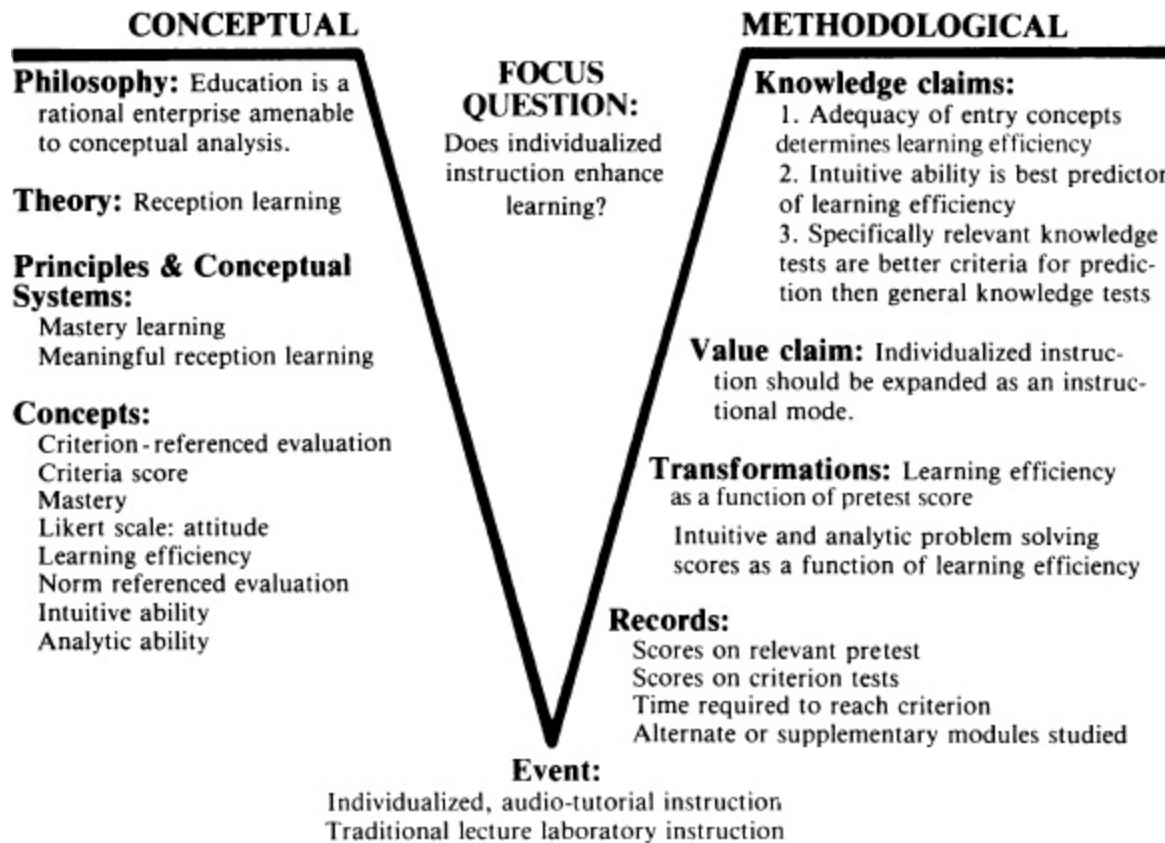 CONCEPTUAL
Philosophy: Education is a
rational enterprise amenable
to conceptual analysis.
Theory: Reception learning
Principles & Conceptual
Systems:
Mastery learning
Meaningful reception learning
Concepts:
Criterion-referenced evaluation
Criteria score
Mastery
Likert scale: attitude
Learning efficiency
Norm referenced evaluation
Intuitive ability
Analytic ability
FOCUS
QUESTION:
Does individualized
instruction enhance
learning?
METHODOLOGICAL
Knowledge claims:
1. Adequacy of entry concepts
determines learning efficiency
2. Intuitive ability is best predictor
of learning efficiency
3. Specifically relevant knowledge
tests are better criteria for predic-
tion then general knowledge tests
Value claim: Individualized instruc-
tion should be expanded as an instruc-
tional mode.
Transformations: Learning efficiency
as a function of pretest score
Intuitive and analytic problem solving
scores as a function of learning efficiency
Records:
Scores on relevant pretest
Scores on criterion tests
Time required to reach criterion
Alternate or supplementary modules studied
Event:
Individualized, audio-tutorial instruction
Traditional lecture laboratory instruction